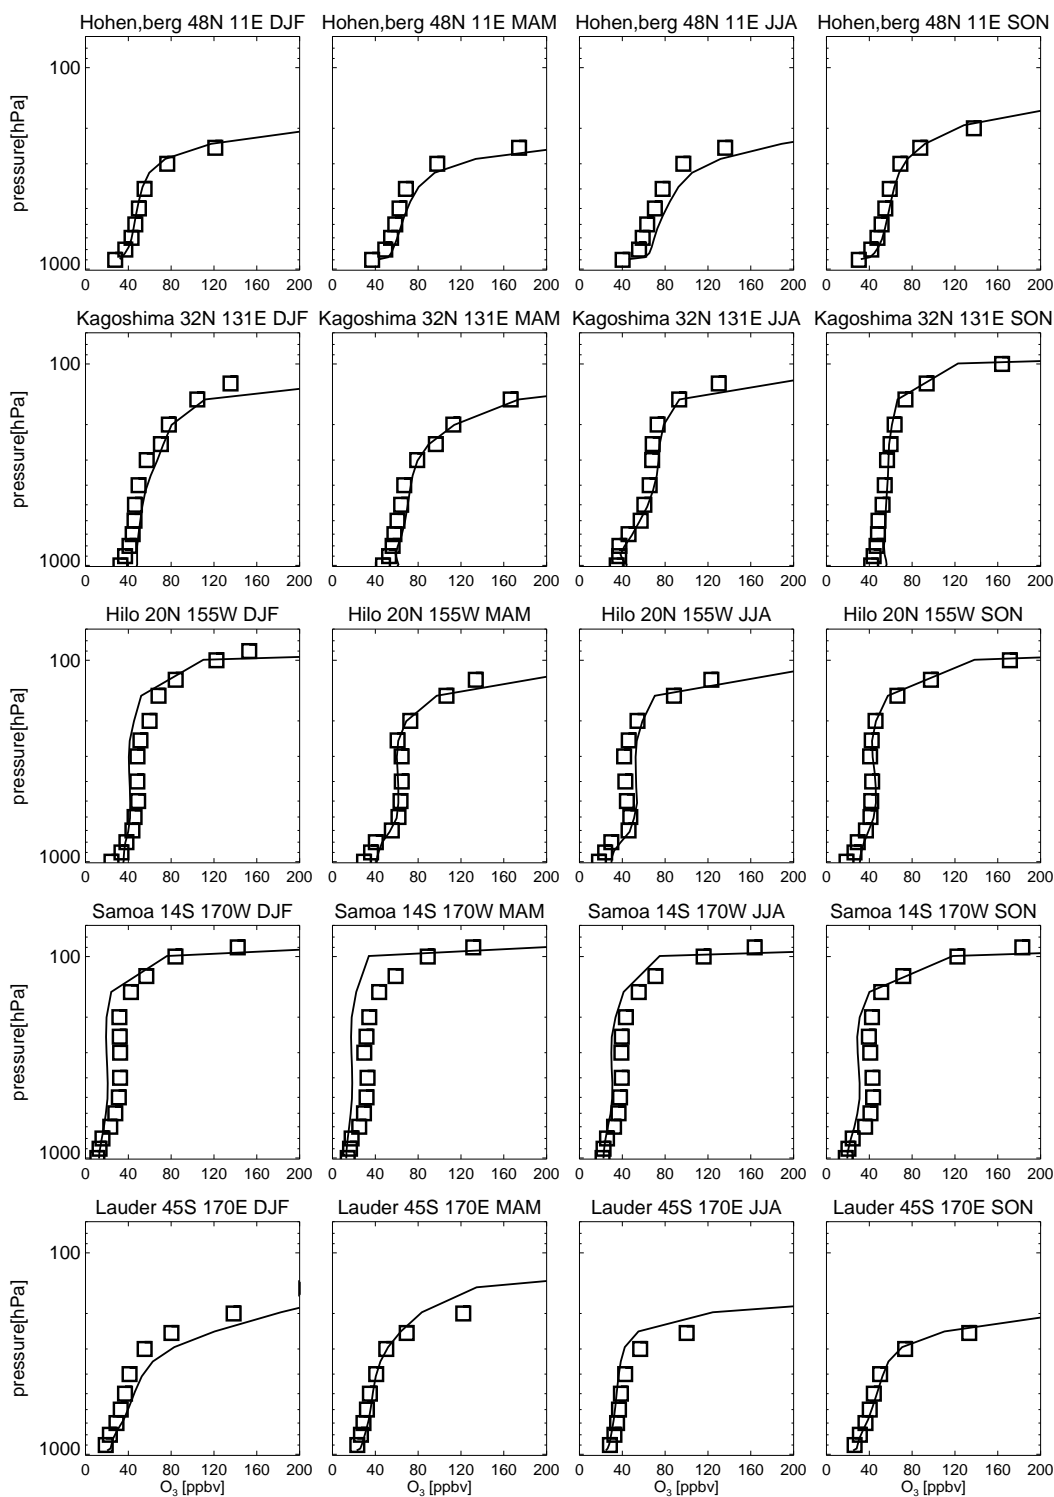 Hohen,berg 48N 11E DJF Hohen,berg 48N 11E MAM Hohen,berg 48N 11E JJA Hohen,berg 48N 11E SON
100
pressure[hPa]
1000
0 40 80 120 160 200 0 40 80 120 160 200 0 40 80 120 160 200 0 40 80 120 160 200
Kagoshima 32N 131E DJF Kagoshima 32N 131E MAM Kagoshima 32N 131E JJA Kagoshima 32N 131E SON
100
pressure[hPa]
1000
0 40 80 120 160 200 0 40 80 120 160 200 0 40 80 120 160 200 0 40 80 120 160 200
Hilo 20N 155W DJF Hilo 20N 155W MAM Hilo 20N 155W JJA Hilo 20N 155W SON
100
pressure[hPa]
1000
0 40 80 120 160 200 0 40 80 120 160 200 0 40 80 120 160 200 0 40 80 120 160 200
Samoa 14S 170W DJF Samoa 14S 170W MAM Samoa 14S 170W JJA Samoa 14S 170W SON
100
pressure[hPa]
1000
0 40 80 120 160 200 0 40 80 120 160 200 0 40 80 120 160 200 0 40 80 120 160 200
Lauder 45S 170E DJF Lauder 45S 170E MAM Lauder 45S 170E JJA Lauder 45S 170E SON
100
pressure[hPa]
1000
0 40 80 120 160 200 0 40 80 120 160 200 0 40 80 120 160 200 0 40 80 120 160 200
O3 [ppbv] O3 [ppbv] O3 [ppbv] O3 [ppbv]